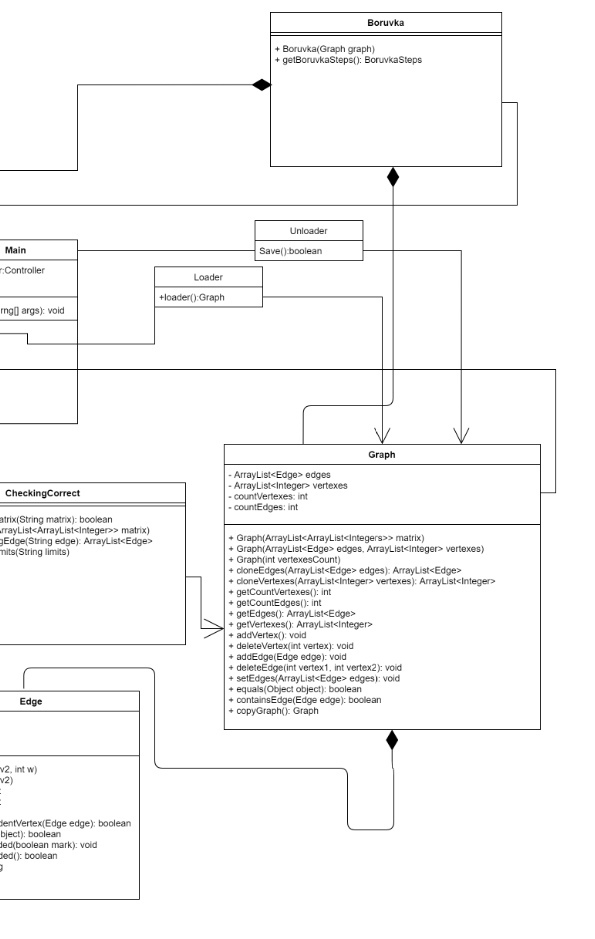 Boruvka
+ Boruvka(Graph graph)
+ getBoruvkaSteps(): BoruvkaSteps
Unloader
Save():boolean
Main
r:Controller
rng[] args): void
Loader
+loader():Graph
Graph
- ArrayList<Edge> edges
- ArrayList<Integer> vertexes
- countVertexes: int
- countEdges: int
+ Graph(ArrayList<ArrayList<Integers>> matrix)
+ Graph(ArrayList<Edge> edges, ArrayList<Integer> vertexes)
+ Graph(int vertexesCount)
+ cloneEdges(ArrayList<Edge> edges): ArrayList<Edge>
+ cloneVertexes(ArrayList<Integer> vertexes): ArrayList<Integer>
+ getCountVertexes(): int
+ getCountEdges(): int
+ getEdges(): ArrayList<Edge>
+ getVertexes(): ArrayList<Integer>
+ addVertex(): void
+ deleteVertex(int vertex): void
+ addEdge(Edge edge): void
+ deleteEdge(int vertex1, int vertex2): void
+ setEdges(ArrayList<Edge> edges): void
+ equals(Object object): boolean
+ containsEdge(Edge edge): boolean
+ copyGraph(): Graph
CheckingCorrect
atrix(String matrix): boolean
ArrayList<ArrayList<Integer>> matrix)
gEdge(String edge): ArrayList<Edge>
mits(String limits)
Edge
v2, int w)
v2)
dentVertex(Edge edge): boolean
bject): boolean
ded(boolean mark): void
ded(): boolean
g